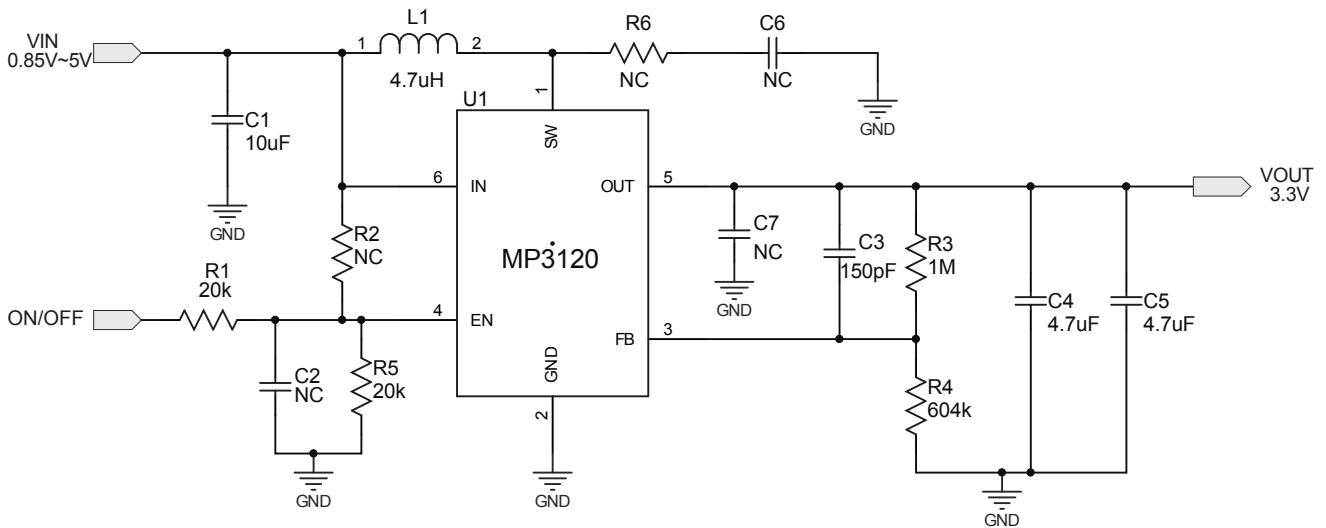 L1
R6
C6
VIN
0.85V~5V
1
2
4.7uH
NC
NC
U1
1
C1
10uF
GND
SW
GND
6
IN
OUT
5
VOUT
3.3V
R2
NC
MP3120
C7
NC
C3
150pF
R3
1M
GND
R1
20k
ON/OFF
4
EN
FB
3
GND
C4
4.7uF
C5
4.7uF
C2
NC
R5
20k
GND
2
R4
604k
GND
GND
GND